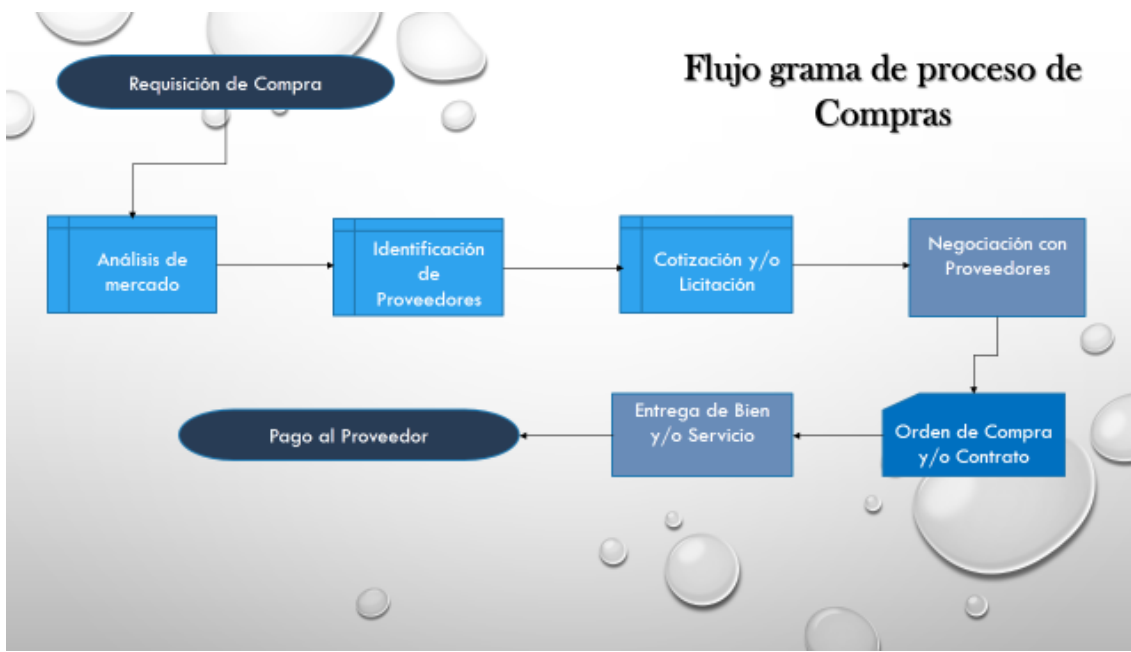 Flujo grama de proceso de
Compras
Requisición de Compra
Análisis de
mercado
Identificación
de
Proveedores
Cotización y/o
Licitación
Negociación con
Proveedores
Orden de Compra
y/o Contrato
Entrega de Bien
y/o Servicio
Pago al Proveedor